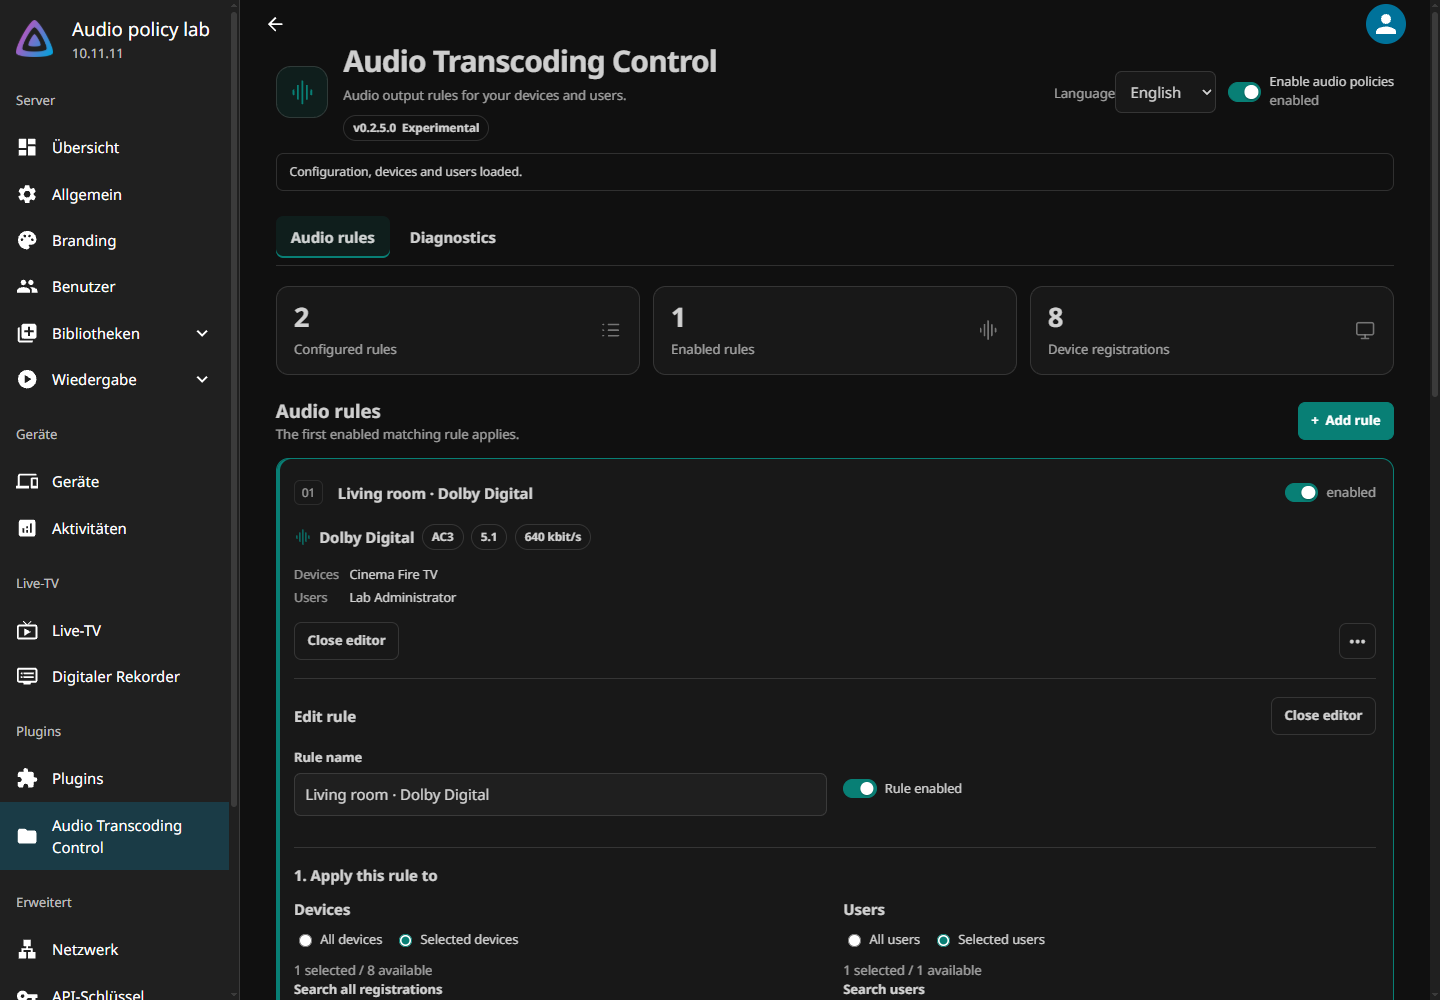 Audio policy lab
10.11.11
Server
Übersicht
Allgemein
Branding
Benutzer
Bibliotheken
Wiedergabe
Geräte
Geräte
Aktivitäten
Live-TV
Live-TV
Digitaler Rekorder
Plugins
Plugins
Audio Transcoding
Control
Erweitert
Netzwerk
API-Schlüssel
Audio Transcoding Control
Audio output rules for your devices and users.
v0.2.5.0 Experimental
Language
English
Enable audio policies
enabled
Configuration, devices and users loaded.
Audio rules
Diagnostics
2
Configured rules
1
Enabled rules
8
Device registrations
Audio rules
The first enabled matching rule applies.
+ Add rule
01
Living room · Dolby Digital
enabled
Dolby Digital
AC3
5.1
640 kbit/s
Devices Cinema Fire TV
Users Lab Administrator
Close editor
•••
Edit rule
Close editor
Rule name
Living room · Dolby Digital
Rule enabled
1. Apply this rule to
Devices
All devices
Selected devices
1 selected / 8 available
Search all registrations
Users
All users
Selected users
1 selected / 1 available
Search users